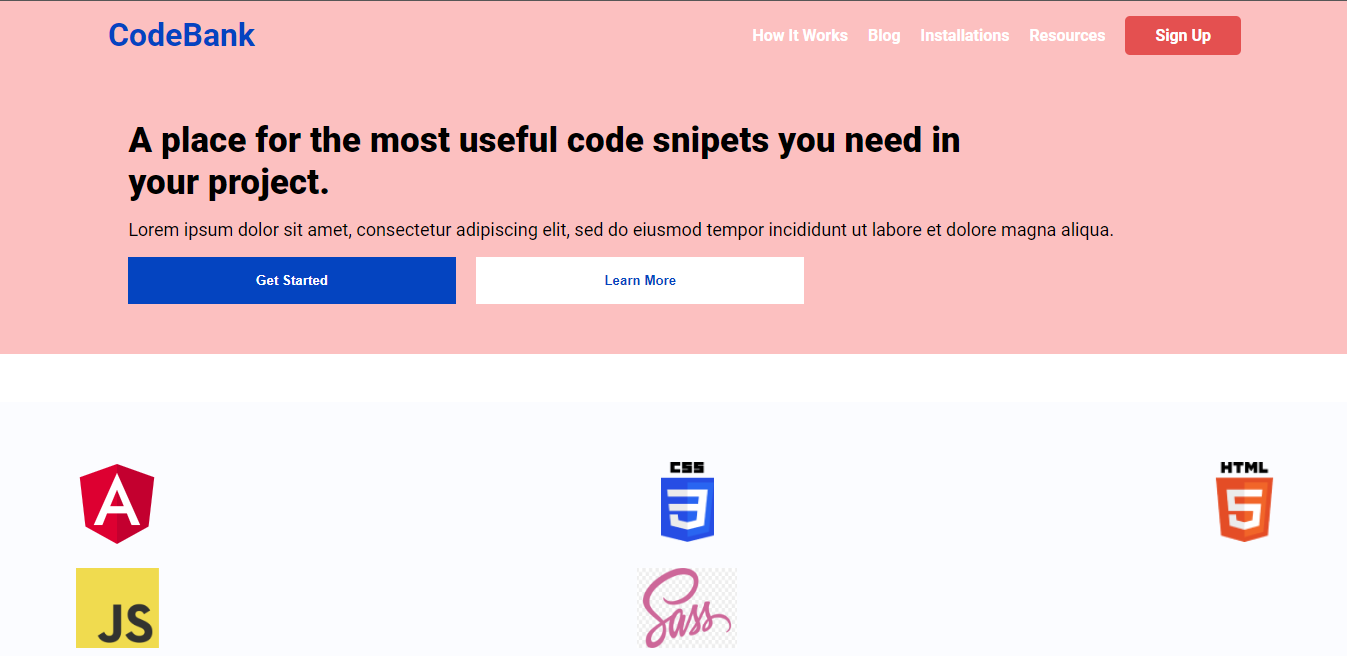 CodeBank
How It Works Blog Installations Resources Sign Up
A place for the most useful code snipets you need in
your project.
Lorem ipsum dolor sit amet, consectetur adipiscing elit, sed do eiusmod tempor incididunt ut labore et dolore magna aliqua.
Get Started Learn More
A CSS HTML
3 5
JS Sass